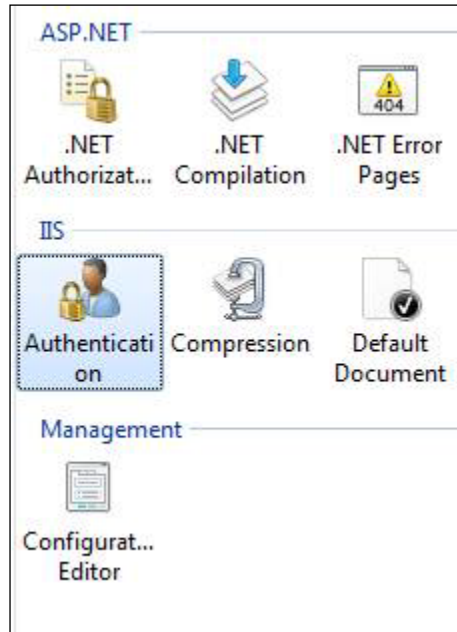 ASP.NET
404
.NET .NET .NET Error
Authorizat... Compilation Pages
IIS
Authenticati Compression Default
on Document
Management
Configurat...
Editor